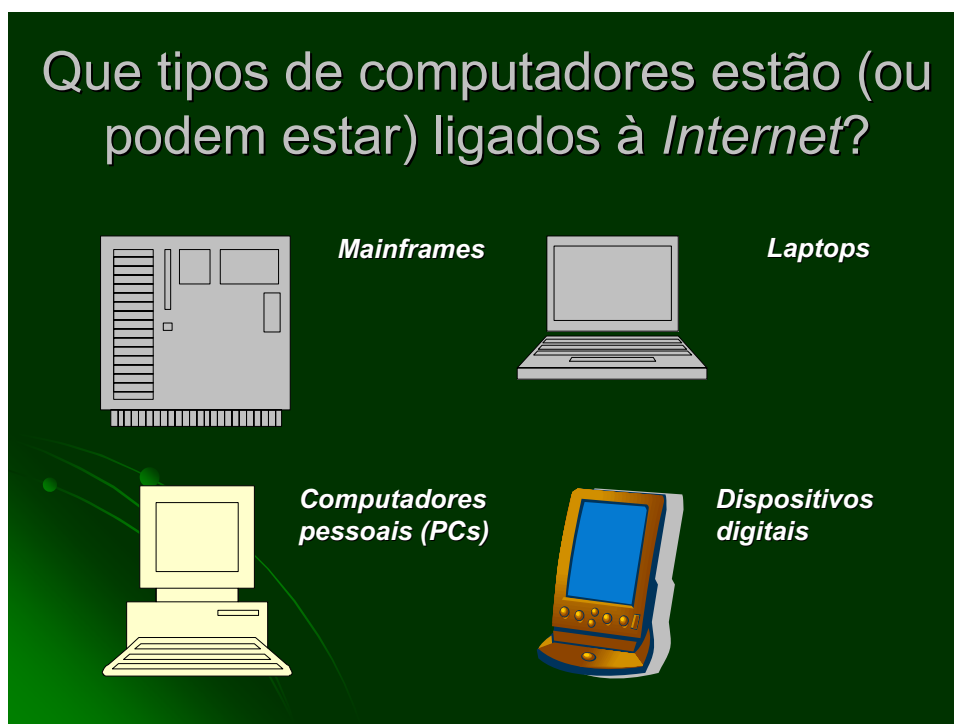 Que tipos de computadores estão (ou
podem estar) ligados à Internet?
Mainframes
Laptops
Computadores
pessoais (PCs)
Dispositivos
digitais